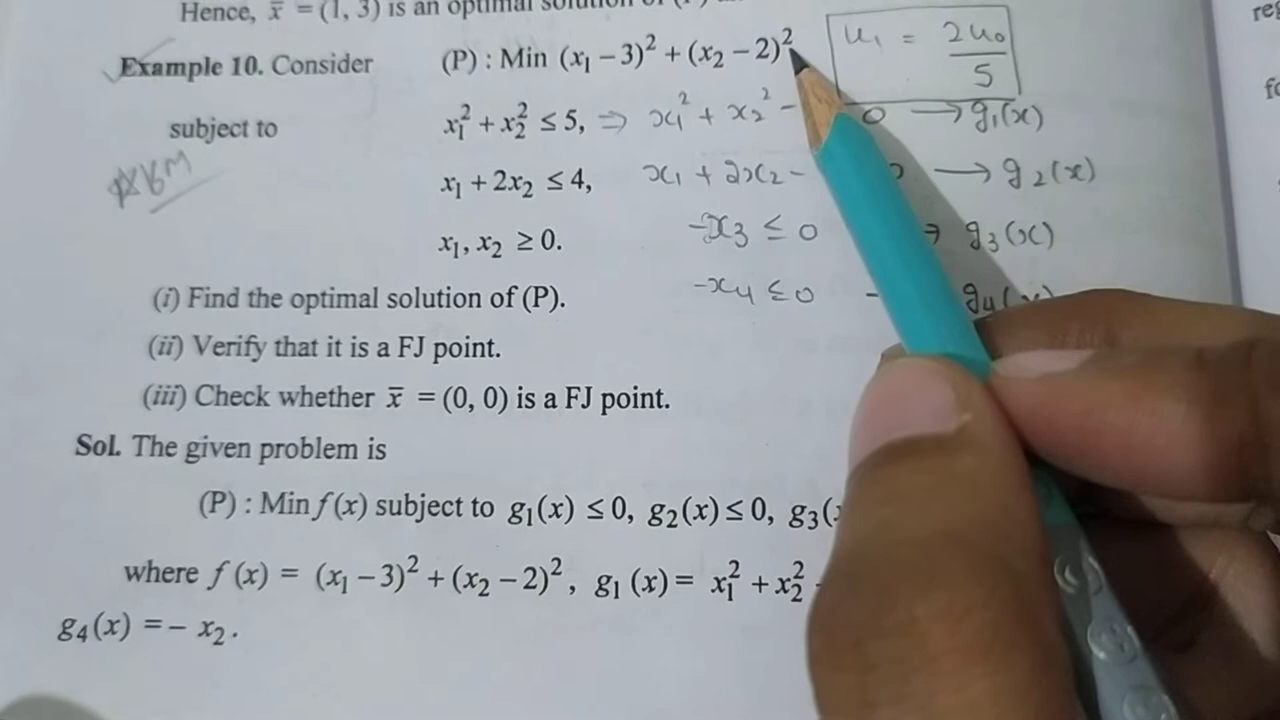 Hence, x̄ = (1, 3) is an optimal
Example 10. Consider (P) : Min (x₁ – 3)² + (x₂ – 2)² u₁ = 2u₀/5
subject to x₁² + x₂² ≤ 5, ⇒ x₁² + x₂² – 0 → g₁(x)
x₁ + 2x₂ ≤ 4, x₁ + 2x₂ – → g₂(x)
x₁, x₂ ≥ 0. –x₃ ≤ 0 g₃(x)
–x₄ ≤ 0 g₄(x)
(i) Find the optimal solution of (P).
(ii) Verify that it is a FJ point.
(iii) Check whether x̄ = (0, 0) is a FJ point.
Sol. The given problem is
(P) : Min f(x) subject to g₁(x) ≤ 0, g₂(x) ≤ 0, g₃(
where f (x) = (x₁ – 3)² + (x₂ – 2)², g₁ (x) = x₁² + x₂²
g₄(x) = – x₂.